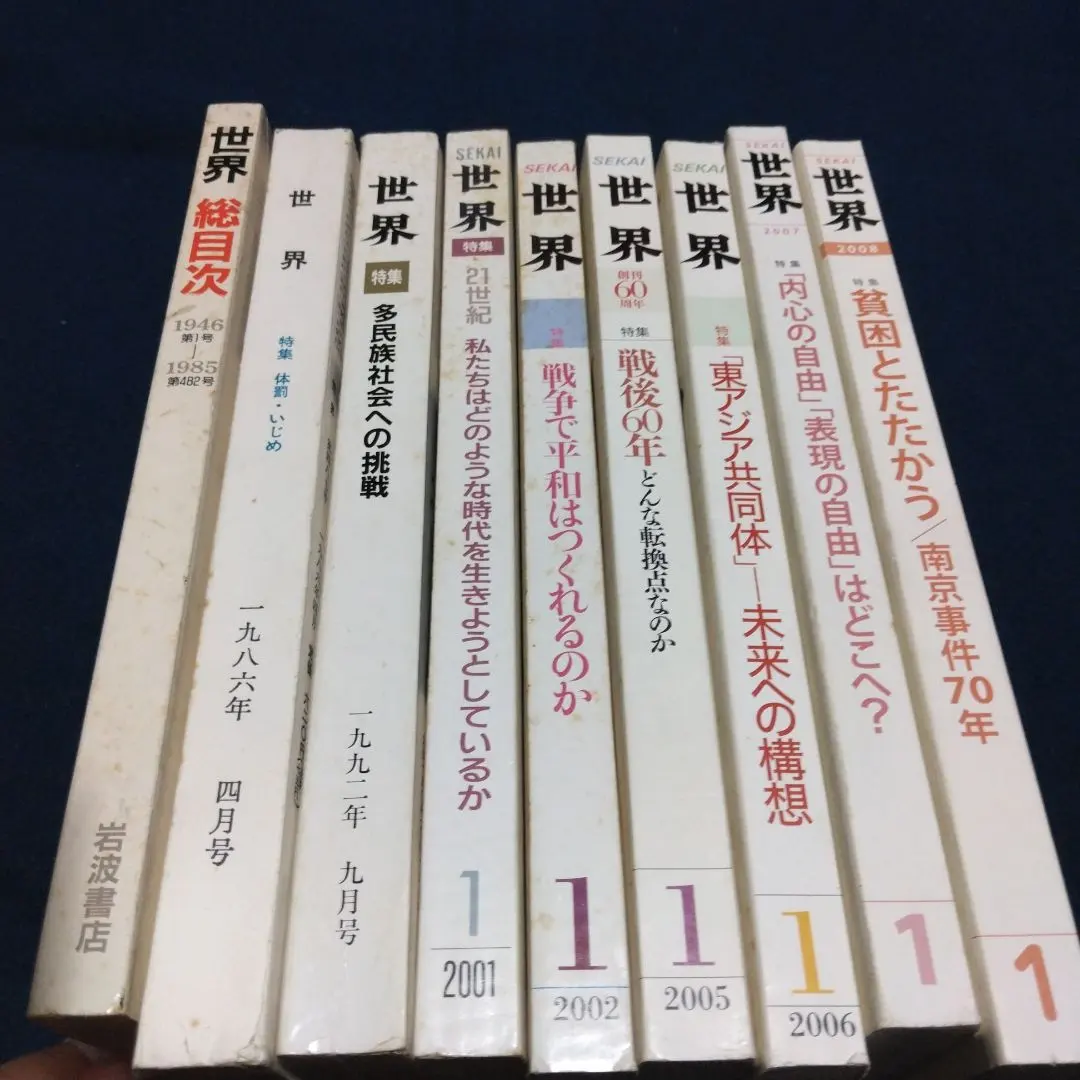 世界
総目次
1946
第1号
1985
第482号
岩波書店
世界
特集 体罰・いじめ
一九八六年 四月号
世界
特集
多民族社会への挑戦
一九九二年 九月号
SEKAI
世界
特集
21世紀 私たちはどのような時代を生きようとしているか
1
2001
SEKAI
世界
特集
戦争で平和はつくれるのか
1
2002
SEKAI
世界
創刊
60
周年
特集
戦後60年 どんな転換点なのか
1
2005
SEKAI
世界
特集
「東アジア共同体」―未来への構想
1
2006
SEKAI
世界
2007
特集
「内心の自由」「表現の自由」はどこへ?
1
SEKAI
世界
2008
特集
貧困とたたかう/南京事件70年
1